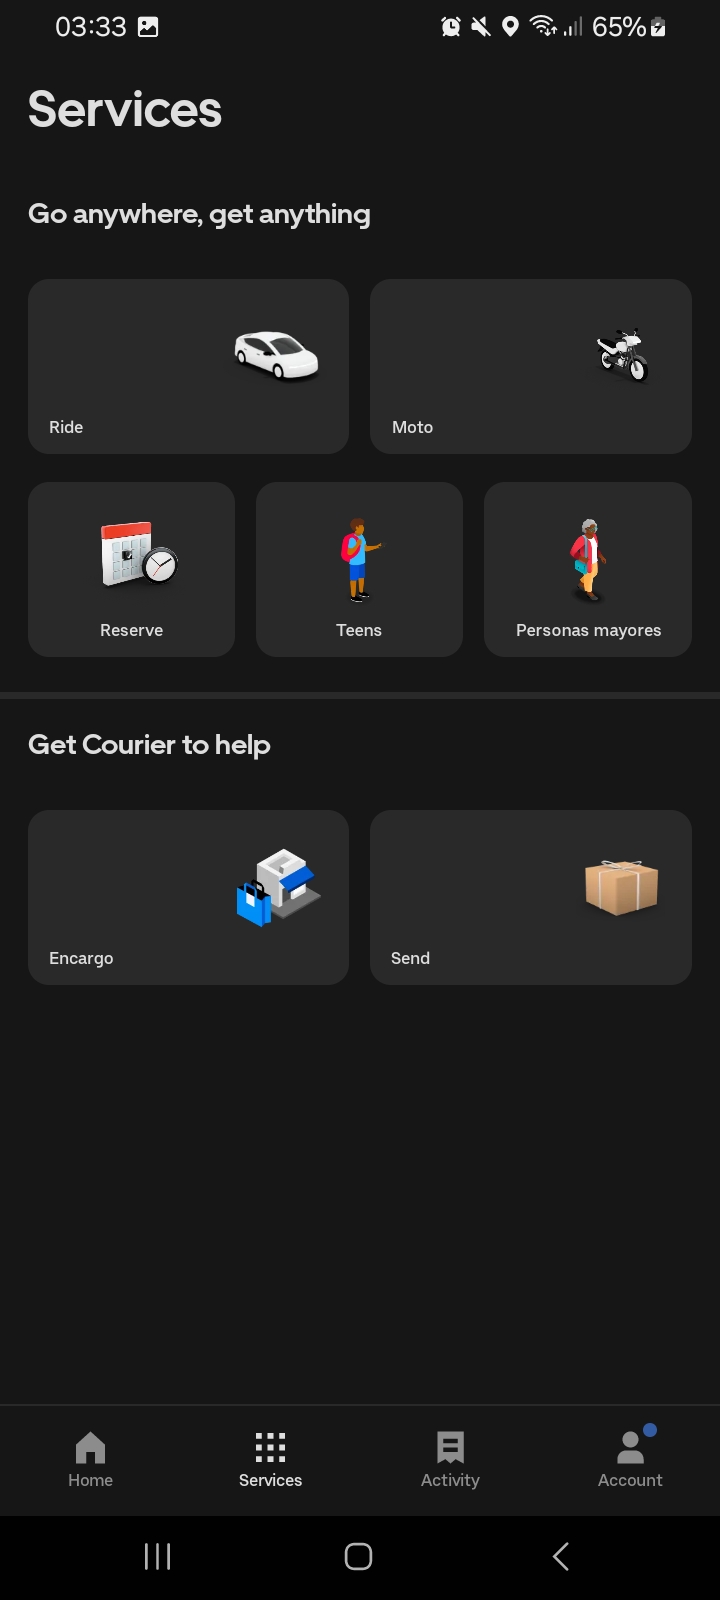 03:33
65%
Services
Go anywhere, get anything
Ride
Moto
Reserve
Teens
Personas mayores
Get Courier to help
Encargo
Send
Home
Services
Activity
Account